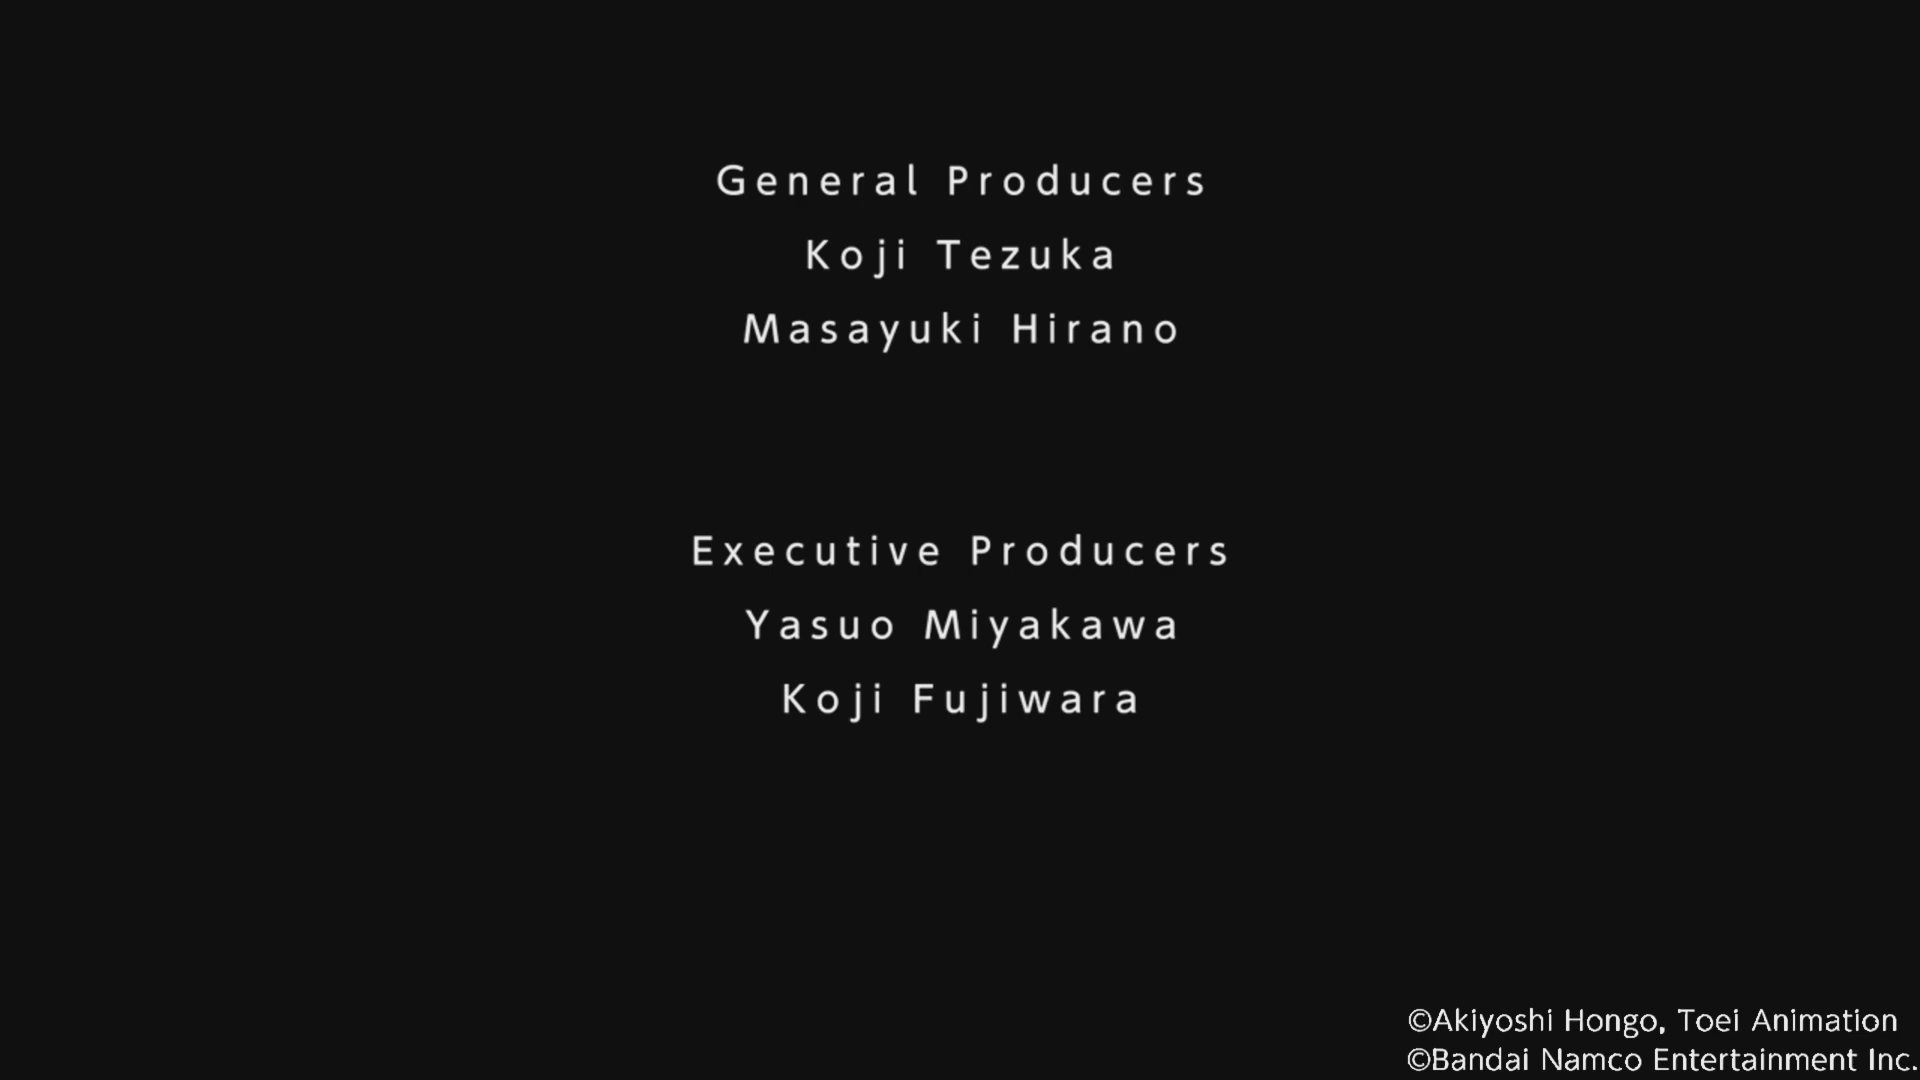 General Producers
Koji Tezuka
Masayuki Hirano
Executive Producers
Yasuo Miyakawa
Koji Fujiwara
©Akiyoshi Hongo, Toei Animation
©Bandai Namco Entertainment Inc.